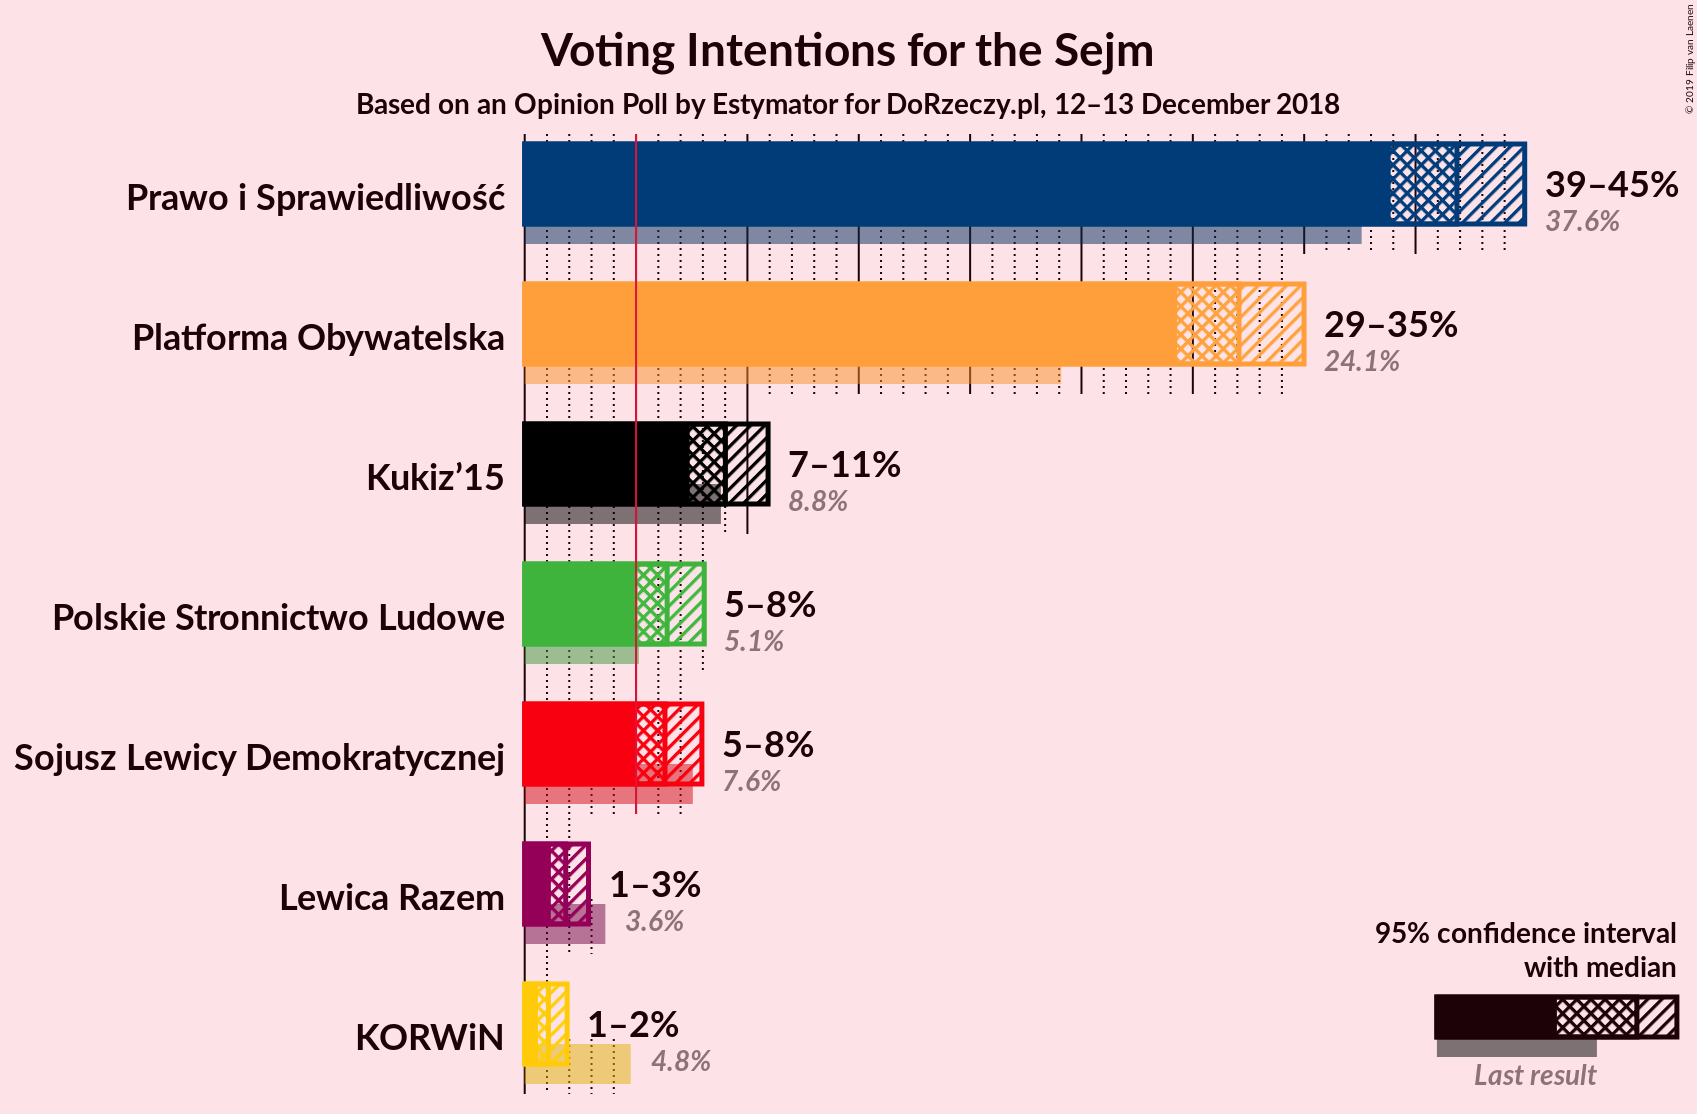 Voting Intentions for the Sejm
Based on an Opinion Poll by Estymator for DoRzeczy.pl, 12–13 December 2018
© 2019 Filip van Laenen
Prawo i Sprawiedliwość
39–45%
37.6%
Platforma Obywatelska
29–35%
24.1%
Kukiz’15
7–11%
8.8%
Polskie Stronnictwo Ludowe
5–8%
5.1%
Sojusz Lewicy Demokratycznej
5–8%
7.6%
Lewica Razem
1–3%
3.6%
KORWiN
1–2%
4.8%
95% confidence interval
with median
Last result